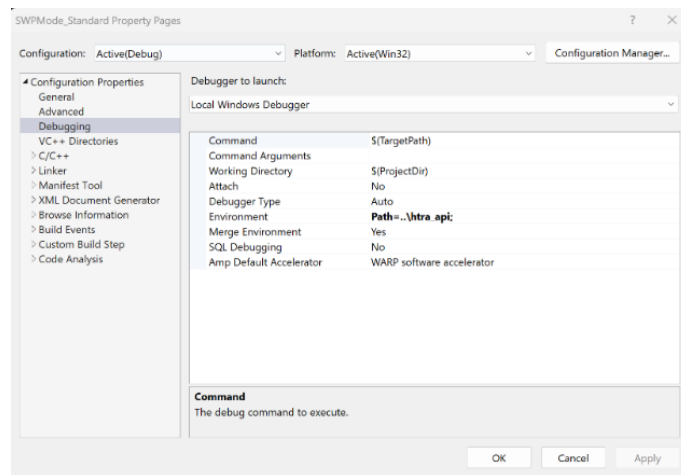 SWPMode_Standard Property Pages
Configuration: Active(Debug) Platform: Active(Win32) Configuration Manager...
Configuration Properties
General
Advanced
Debugging
VC++ Directories
C/C++
Linker
Manifest Tool
XML Document Generator
Browse Information
Build Events
Custom Build Step
Code Analysis
Debugger to launch:
Local Windows Debugger
Command $(TargetPath)
Command Arguments
Working Directory $(ProjectDir)
Attach No
Debugger Type Auto
Environment Path=..\htra_api;
Merge Environment Yes
SQL Debugging No
Amp Default Accelerator WARP software accelerator
Command
The debug command to execute.
OK Cancel Apply